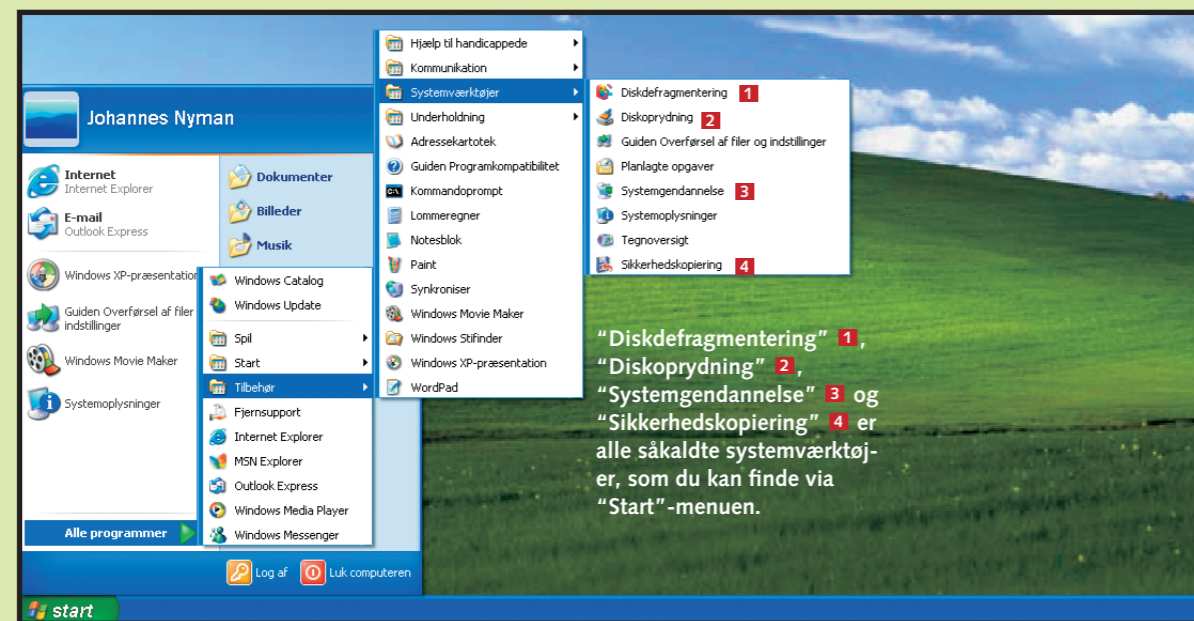 Johannes Nyman
Internet
Internet Explorer
E-mail
Outlook Express
Windows XP-præsentation
Guiden Overførsel af filer
indstillinger
Windows Movie Maker
Systemoplysninger
Alle programmer
Dokumenter
Billeder
Musik
Windows Catalog
Windows Update
Spil
Start
Tilbehør
Fjernsupport
Internet Explorer
MSN Explorer
Outlook Express
Windows Media Player
Windows Messenger
Hjælp til handicappede
Kommunikation
Systemværktøjer
Underholdning
Adressekartotek
Guiden Programkompatibilitet
C:\
Kommandoprompt
Lommeregner
Notesblok
Paint
Synkroniser
Windows Movie Maker
Windows Stifinder
Windows XP-præsentation
WordPad
Diskdefragmentering 1
Diskoprydning 2
Guiden Overførsel af filer og indstillinger
Planlagte opgaver
Systemgendannelse 3
Systemoplysninger
Tegnoversigt
Sikkerhedskopiering 4
“Diskdefragmentering” 1,
“Diskoprydning” 2,
“Systemgendannelse” 3 og
“Sikkerhedskopiering” 4 er
alle såkaldte systemværktøj-
er, som du kan finde via
“Start”-menuen.
Log af
Luk computeren
start